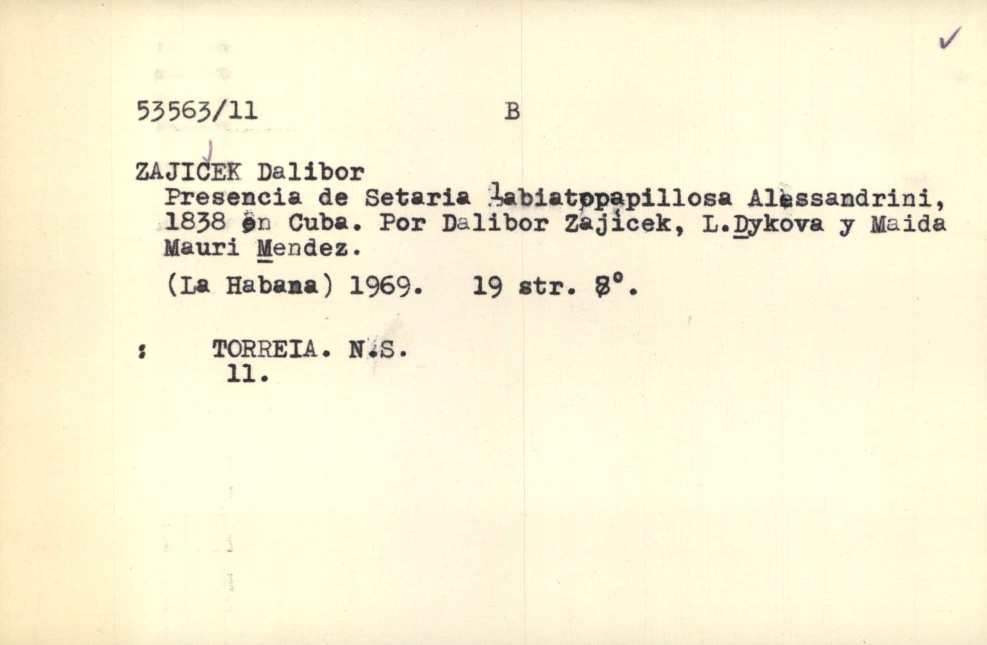 53563/11 B
ZAJIČEK Dalibor
Presencia de Setaria labiatopapillosa Alessandrini,
1838 en Cuba. Por Dalibor Zajicek, L.Dykova y Maida
Mauri Mendez.
(La Habana) 1969. 19 str. 8°.
: TORREIA. N.S.
11.